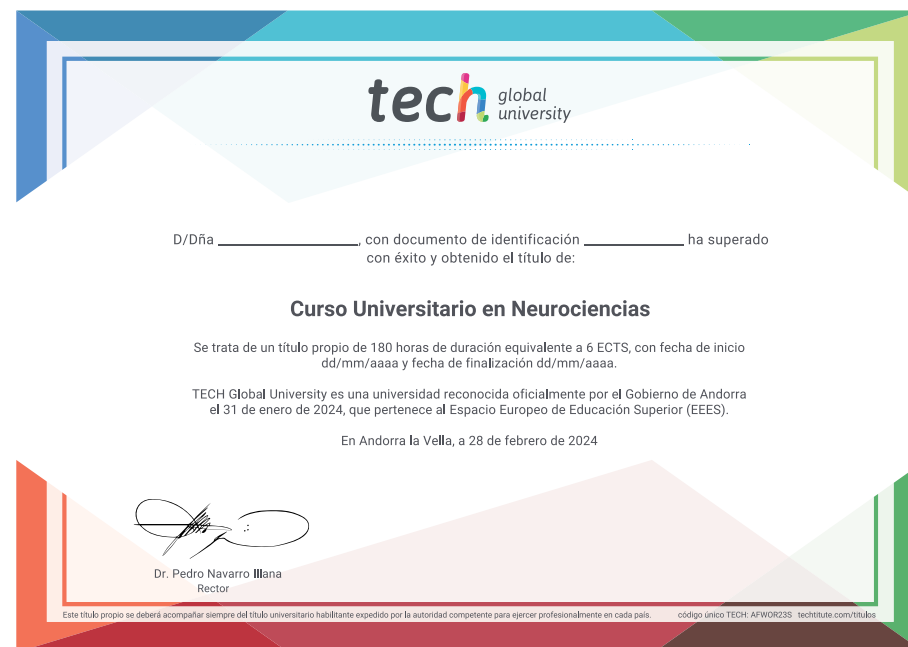 tech global university
D/Dña ____________, con documento de identificación ____________ ha superado
con éxito y obtenido el título de:
Curso Universitario en Neurociencias
Se trata de un título propio de 180 horas de duración equivalente a 6 ECTS, con fecha de inicio
dd/mm/aaaa y fecha de finalización dd/mm/aaaa.
TECH Global University es una universidad reconocida oficialmente por el Gobierno de Andorra
el 31 de enero de 2024, que pertenece al Espacio Europeo de Educación Superior (EEES).
En Andorra la Vella, a 28 de febrero de 2024
Dr. Pedro Navarro Illana
Rector
Este título propio se deberá acompañar siempre del título universitario habilitante expedido por la autoridad competente para ejercer profesionalmente en cada país. código único TECH: AFWOR23S techtitute.com/titulos